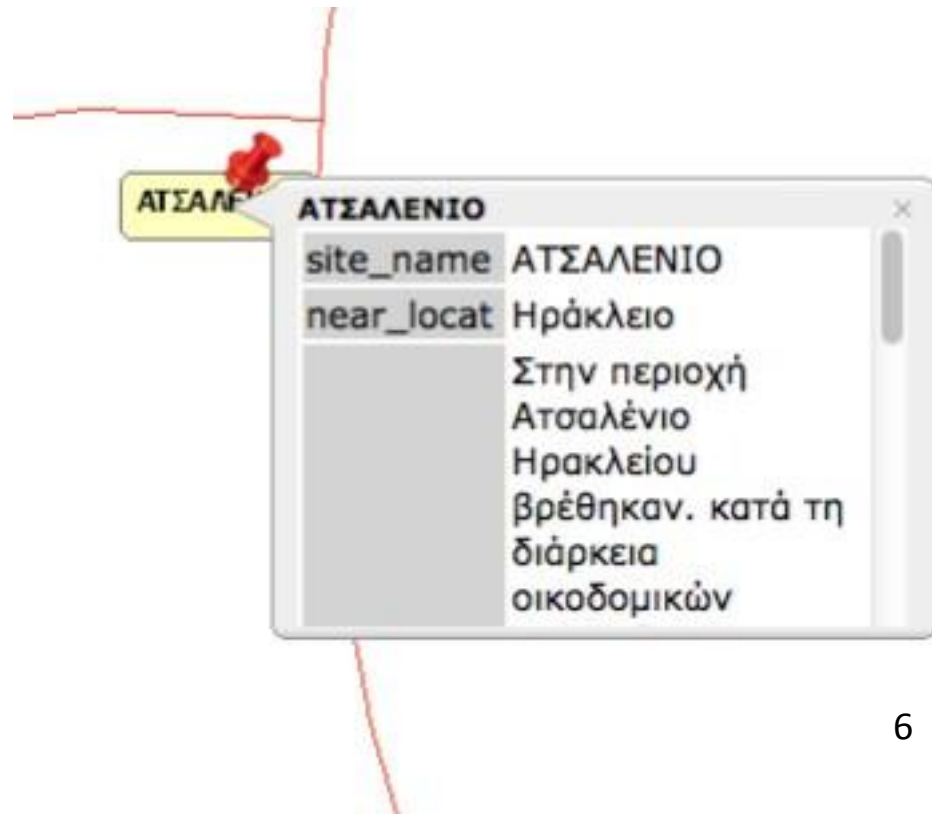 ΑΤΣΑΛΕΝΙΟ
site_name ΑΤΣΑΛΕΝΙΟ
near_locat Ηράκλειο
Στην περιοχή
Ατσαλένιο
Ηρακλείου
βρέθηκαν. κατά τη
διάρκεια
οικοδομικών
6